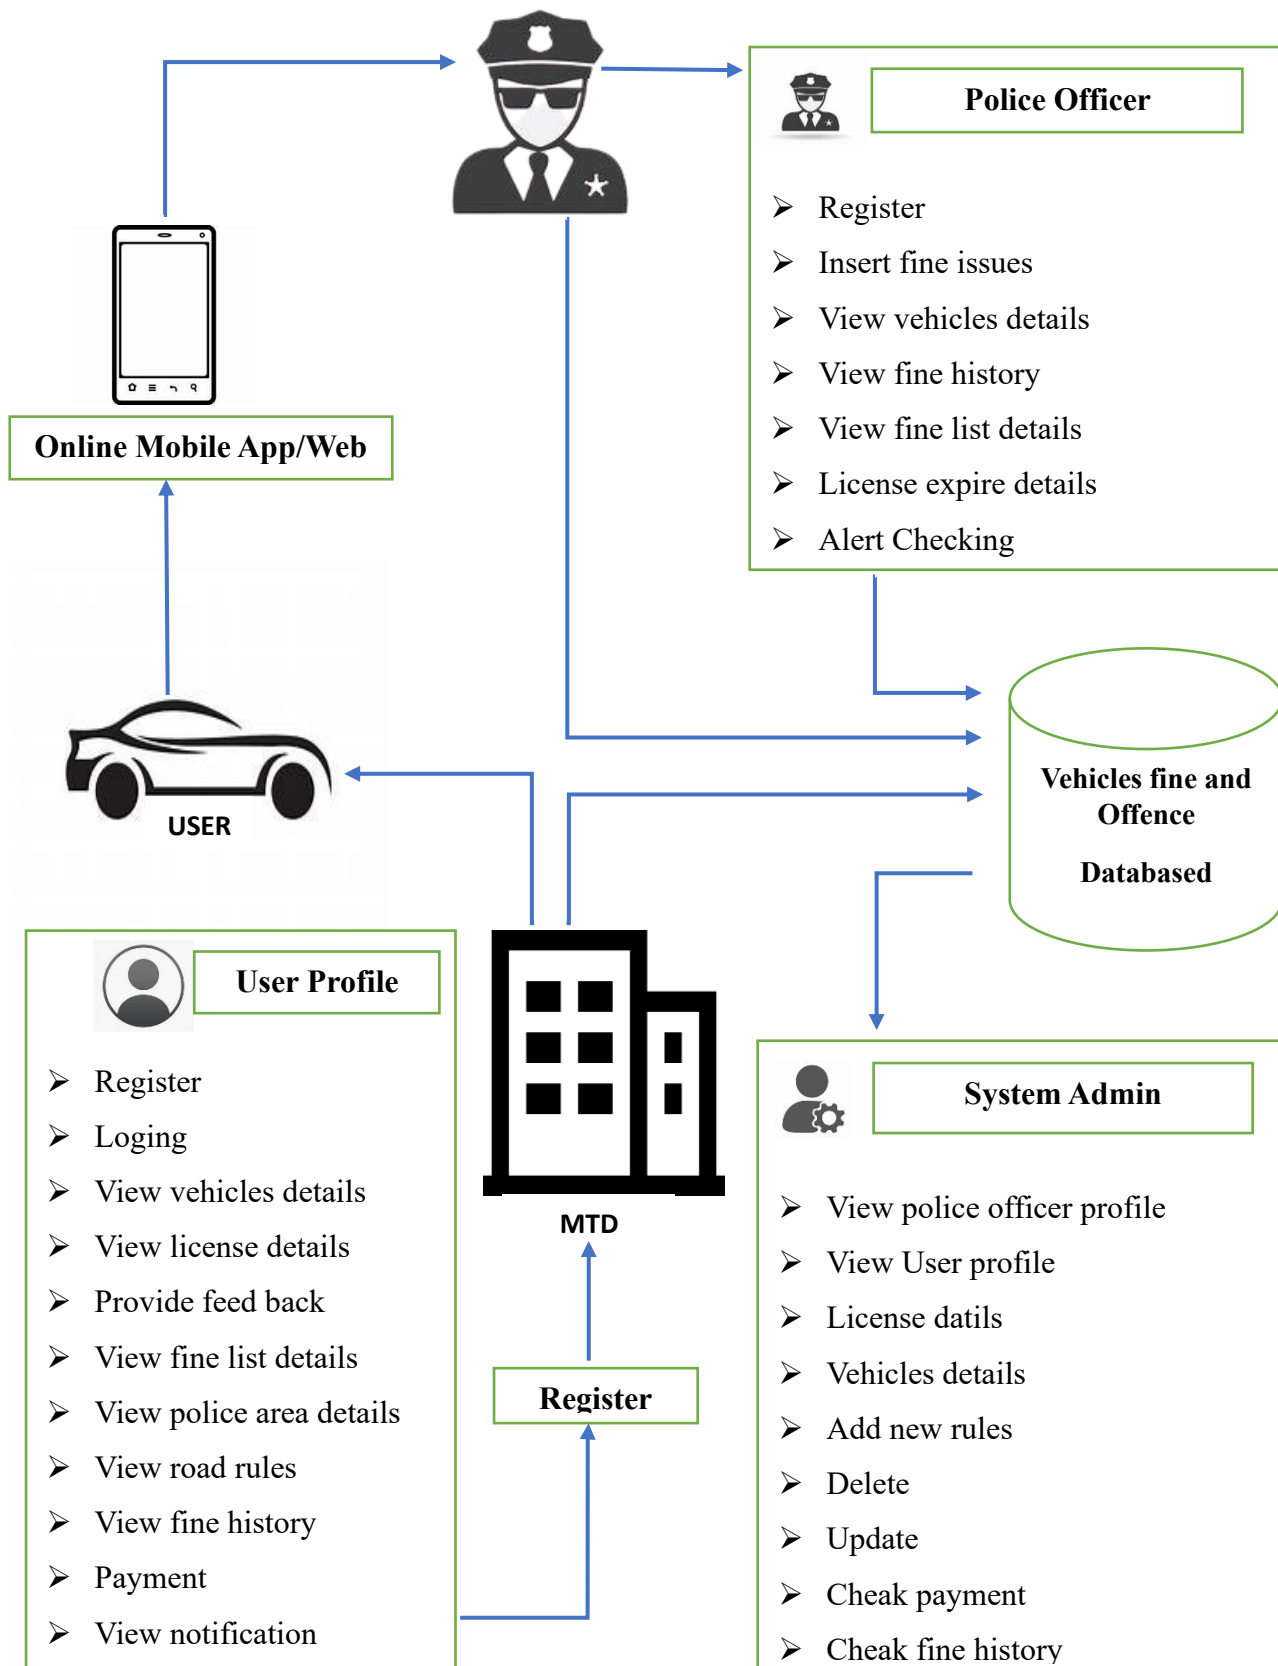 Police Officer
Register
Insert fine issues
View vehicles details
View fine history
View fine list details
License expire details
Alert Checking
Online Mobile App/Web
USER
Vehicles fine and
Offence
Databased
User Profile
Register
Loging
View vehicles details
View license details
Provide feed back
View fine list details
View police area details
View road rules
View fine history
Payment
View notification
MTD
Register
System Admin
View police officer profile
View User profile
License datils
Vehicles details
Add new rules
Delete
Update
Cheak payment
Cheak fine history